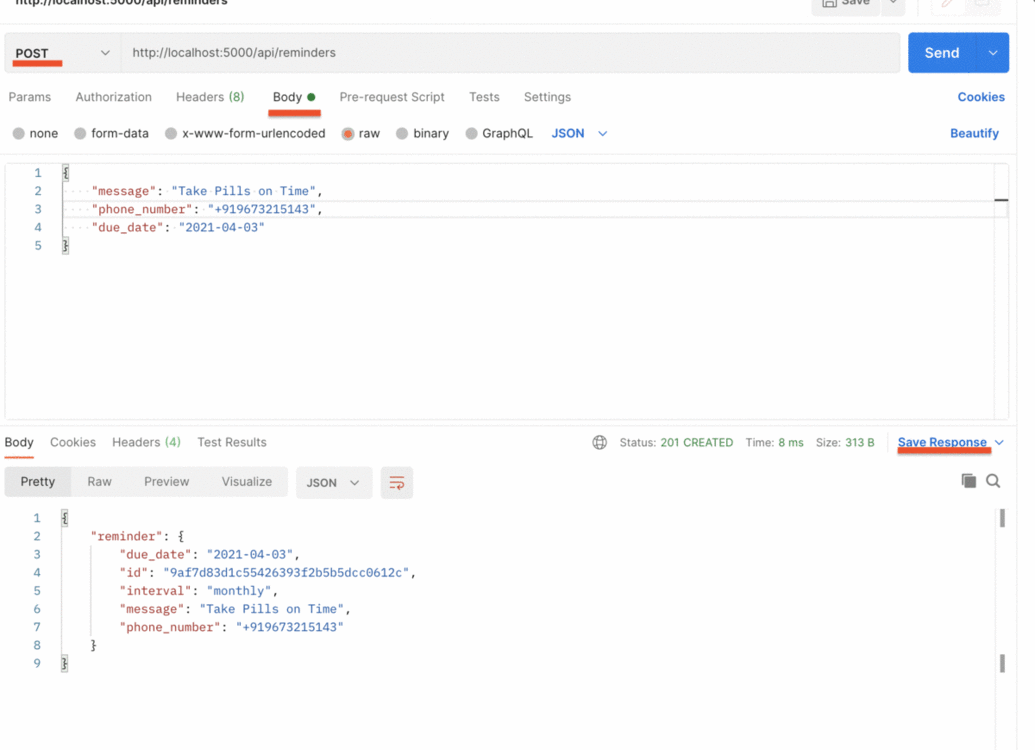 http://localhost:5000/api/reminders
Save
POST http://localhost:5000/api/reminders Send
Params Authorization Headers (8) Body Pre-request Script Tests Settings Cookies
none form-data x-www-form-urlencoded raw binary GraphQL JSON Beautify
1 {
2 "message": "Take Pills on Time",
3 "phone_number": "+919673215143",
4 "due_date": "2021-04-03"
5 }
Body Cookies Headers (4) Test Results Status: 201 CREATED Time: 8 ms Size: 313 B Save Response
Pretty Raw Preview Visualize JSON
1 {
2 "reminder": {
3 "due_date": "2021-04-03",
4 "id": "9af7d83d1c55426393f2b5b5dcc0612c",
5 "interval": "monthly",
6 "message": "Take Pills on Time",
7 "phone_number": "+919673215143"
8 }
9 }